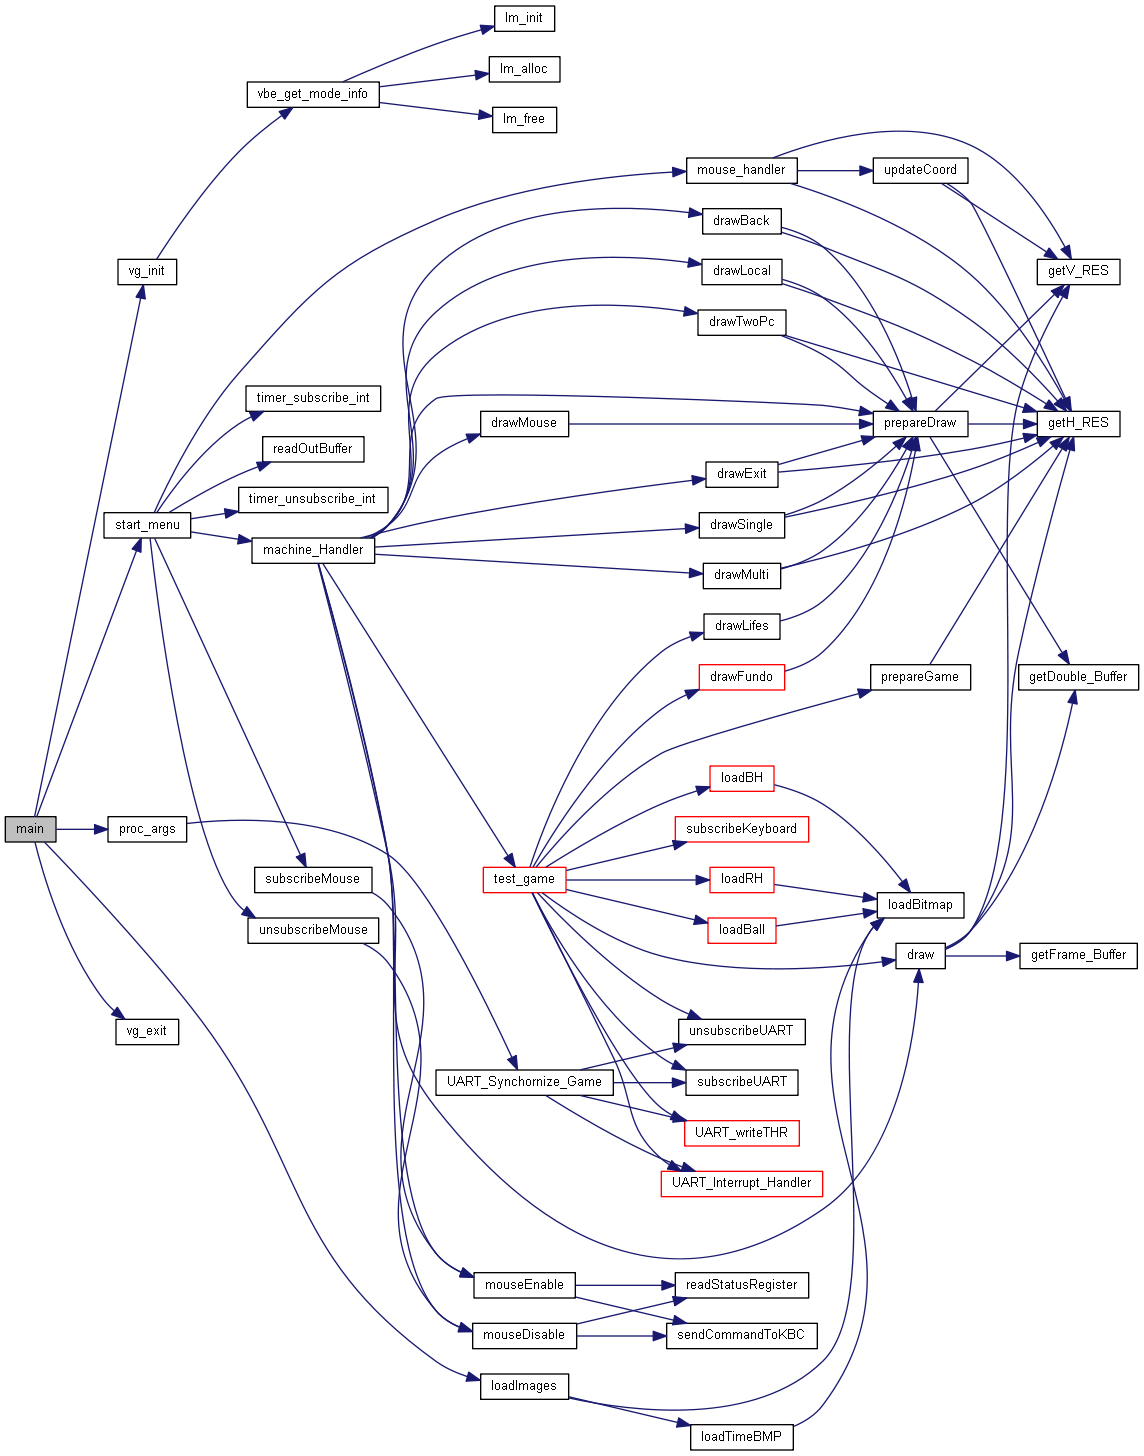 lm_init
lm_alloc
vbe_get_mode_info
lm_free
mouse_handler
updateCoord
drawBack
drawLocal
vg_init
getV_RES
drawTwoPc
timer_subscribe_int
drawMouse
prepareDraw
getH_RES
readOutBuffer
drawExit
timer_unsubscribe_int
start_menu
drawSingle
machine_Handler
drawMulti
drawLifes
drawFundo
prepareGame
getDouble_Buffer
loadBH
main
proc_args
subscribeKeyboard
subscribeMouse
test_game
loadRH
loadBitmap
unsubscribeMouse
loadBall
draw
getFrame_Buffer
vg_exit
unsubscribeUART
UART_Synchornize_Game
subscribeUART
UART_writeTHR
UART_Interrupt_Handler
mouseEnable
readStatusRegister
mouseDisable
sendCommandToKBC
loadImages
loadTimeBMP